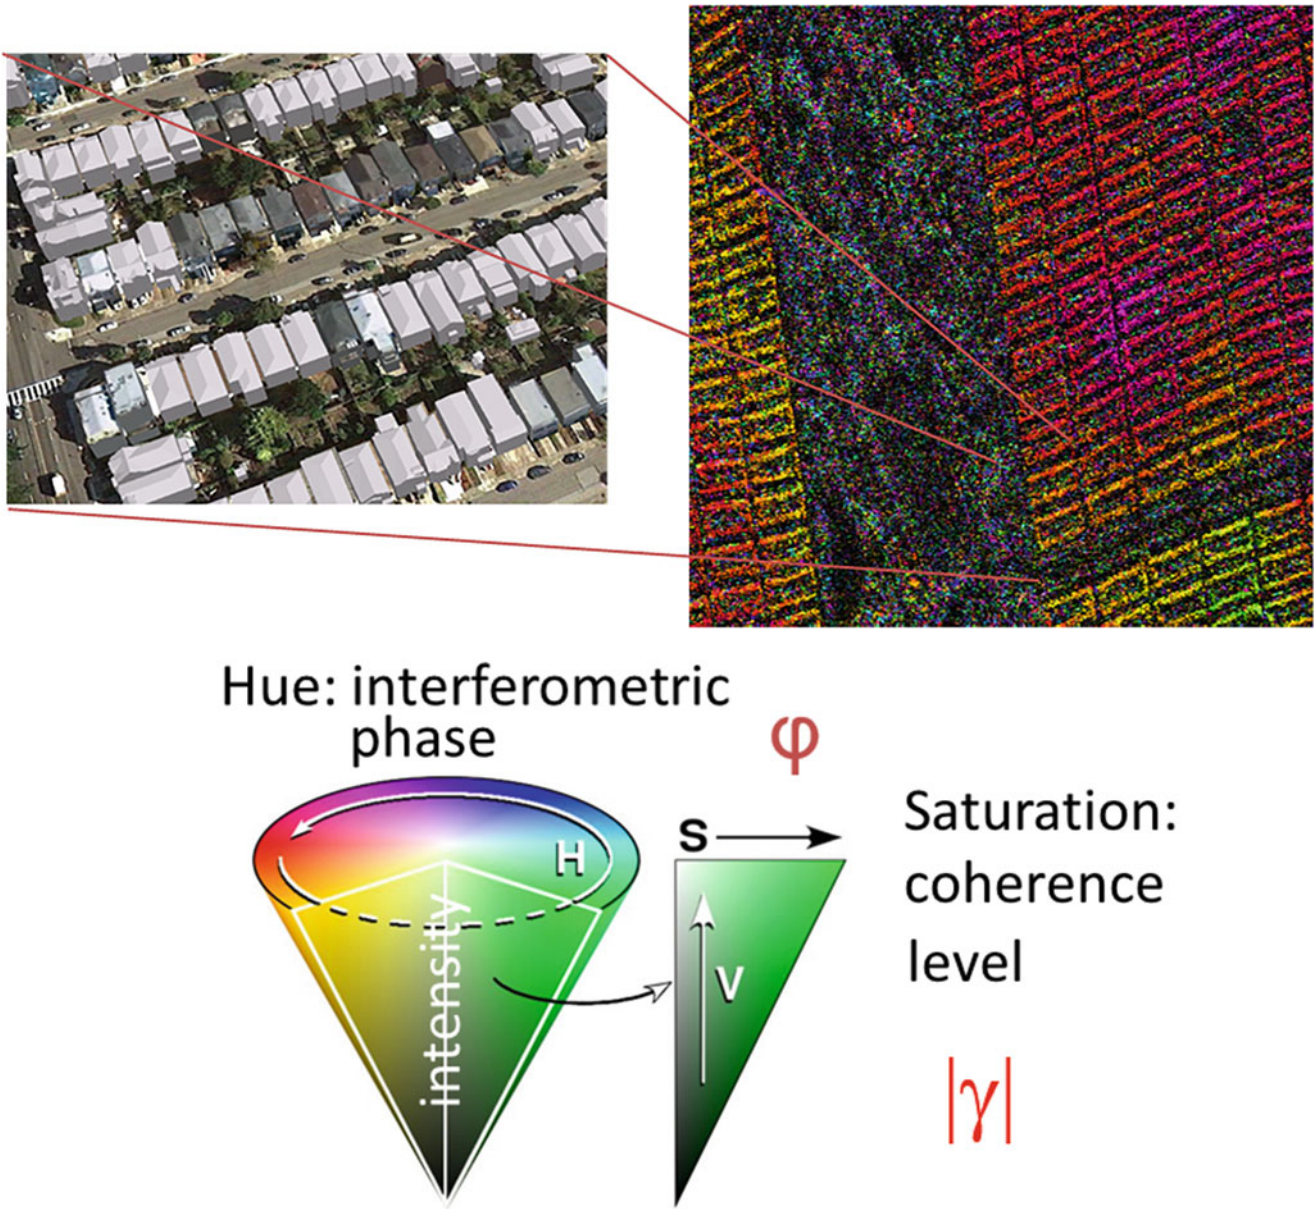 Hue: interferometric
phase
φ
S
Saturation:
coherence
level
H
intensity
V
|γ|